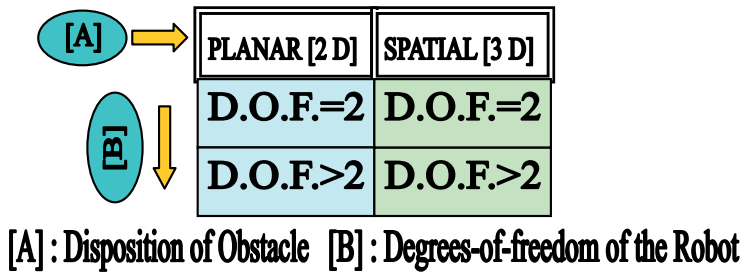 [A] PLANAR [2 D] SPATIAL [3 D]
[B] D.O.F.=2 D.O.F.=2
D.O.F.>2 D.O.F.>2
[A] : Disposition of Obstacle [B] : Degrees-of-freedom of the Robot